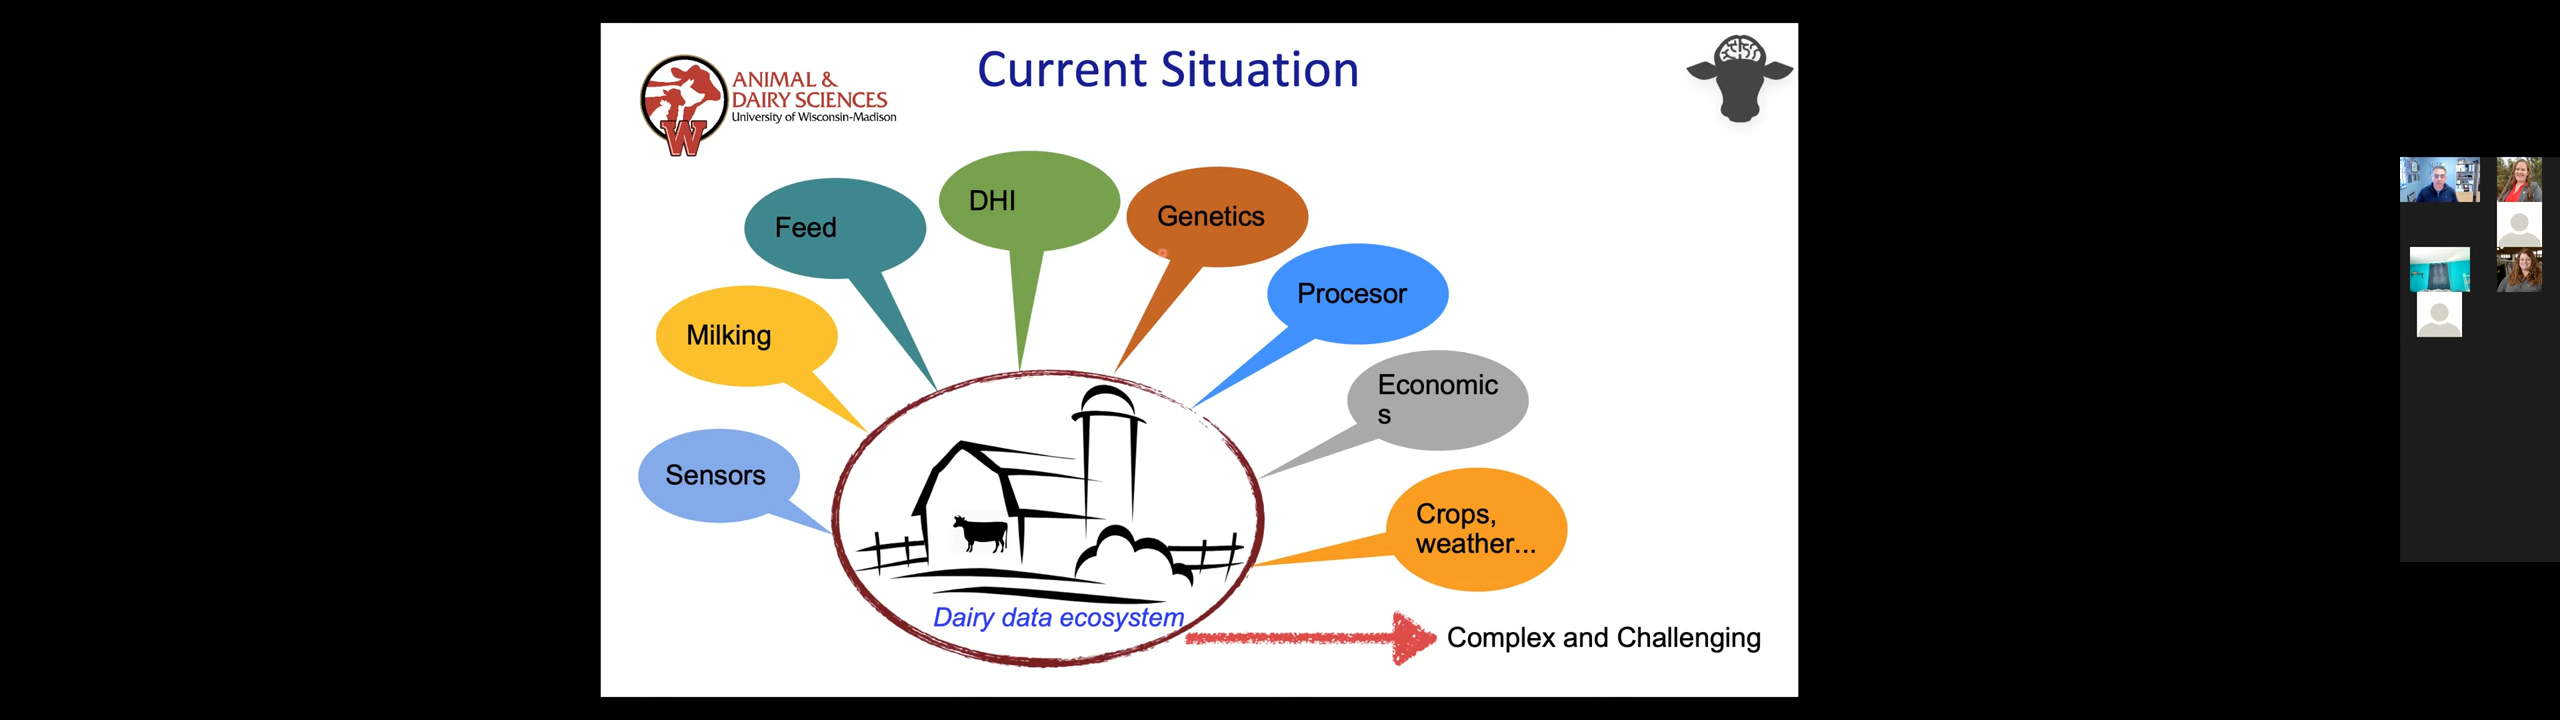 Current Situation
ANIMAL &
DAIRY SCIENCES
University of Wisconsin-Madison
W
DHI
Genetics
Feed
Procesor
Milking
Economic
s
Sensors
Crops,
weather...
Dairy data ecosystem
Complex and Challenging